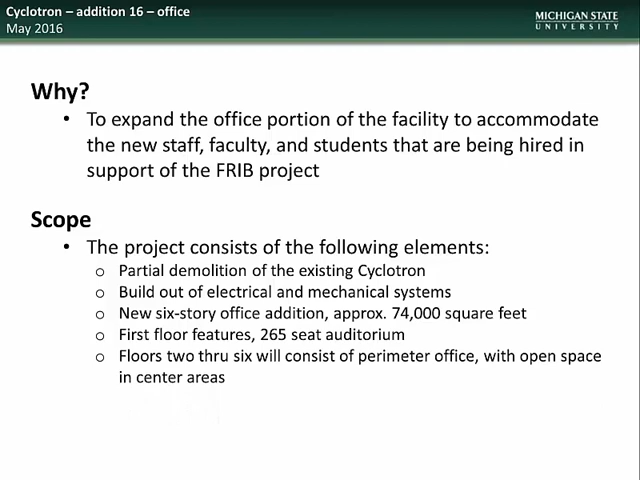 Cyclotron – addition 16 – office
May 2016
MICHIGAN STATE
UNIVERSITY
Why?
• To expand the office portion of the facility to accommodate
the new staff, faculty, and students that are being hired in
support of the FRIB project
Scope
• The project consists of the following elements:
o Partial demolition of the existing Cyclotron
o Build out of electrical and mechanical systems
o New six-story office addition, approx. 74,000 square feet
o First floor features, 265 seat auditorium
o Floors two thru six will consist of perimeter office, with open space
in center areas